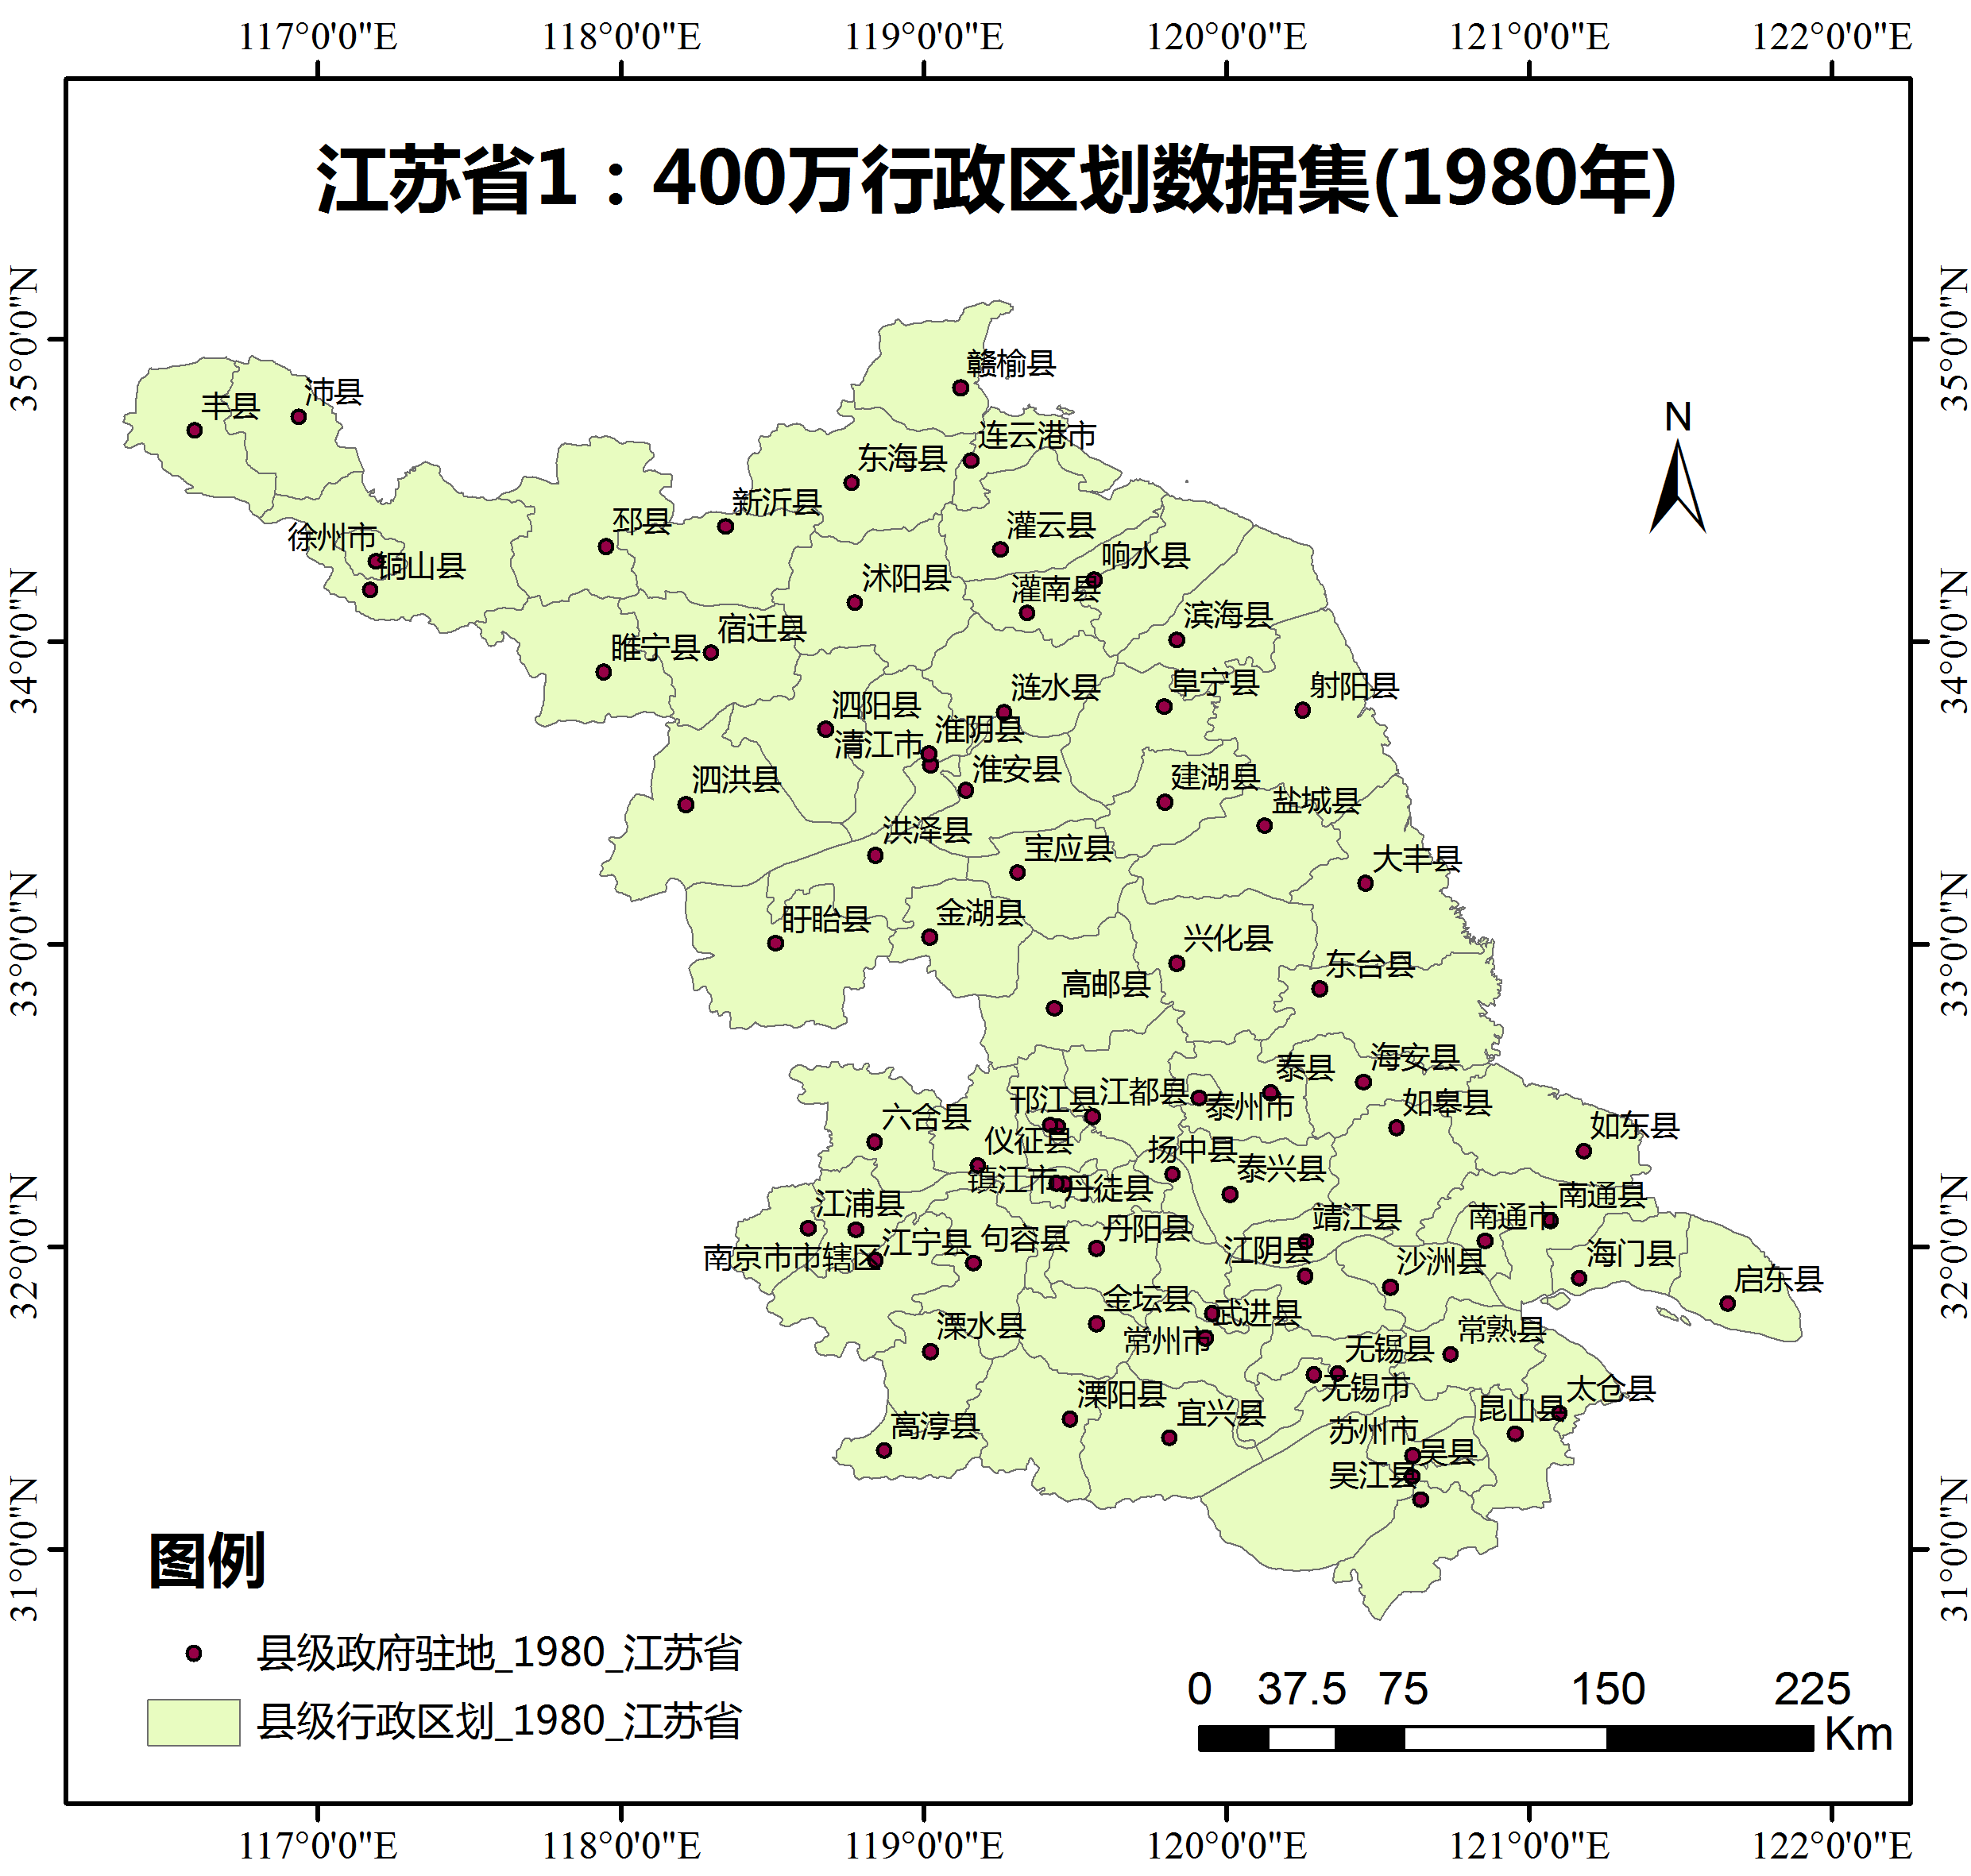 117°0'0"E 118°0'0"E 119°0'0"E 120°0'0"E 121°0'0"E 122°0'0"E
江苏省1：400万行政区划数据集(1980年)
35°0'0"N
34°0'0"N
33°0'0"N
32°0'0"N
31°0'0"N
35°0'0"N
34°0'0"N
33°0'0"N
32°0'0"N
31°0'0"N
N
赣榆县
丰县
沛县
连云港市
东海县
新沂县
邳县
灌云县
徐州市
铜山县
响水县
沭阳县
灌南县
滨海县
宿迁县
睢宁县
涟水县
阜宁县
射阳县
泗阳县
淮阴县
清江市
淮安县
泗洪县
建湖县
盐城县
洪泽县
宝应县
大丰县
盱眙县
金湖县
兴化县
东台县
高邮县
海安县
泰县
江都县
邗江县
泰州市
如皋县
六合县
如东县
仪征县
扬中县
泰兴县
镇江市
丹徒县
江浦县
南通县
南通市
靖江县
丹阳县
句容县
江宁县
江阴县
南京市市辖区
沙洲县
海门县
启东县
金坛县
武进县
常州市
溧水县
常熟县
无锡县
无锡市
太仓县
溧阳县
宜兴县
昆山县
高淳县
苏州市
吴县
吴江县
图例
县级政府驻地_1980_江苏省
县级行政区划_1980_江苏省
0 37.5 75 150 225
Km
117°0'0"E 118°0'0"E 119°0'0"E 120°0'0"E 121°0'0"E 122°0'0"E